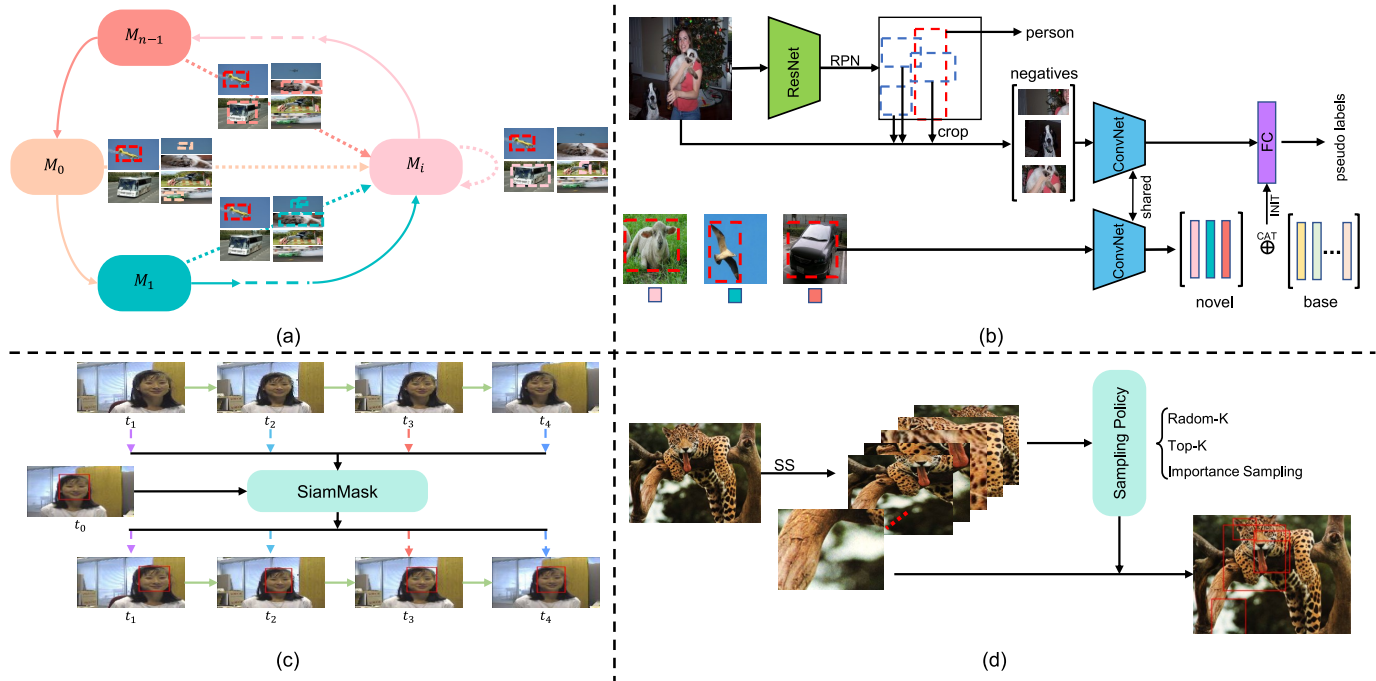 M_{n-1}
M_0
M_i
M_1
(a)
ResNet
RPN
person
negatives
crop
ConvNet
FC
pseudo labels
shared
INIT
CAT
ConvNet
novel
base
(b)
t_1
t_2
t_3
t_4
SiamMask
t_0
t_1
t_2
t_3
t_4
(c)
SS
Sampling Policy
Radom-K
Top-K
Importance Sampling
(d)